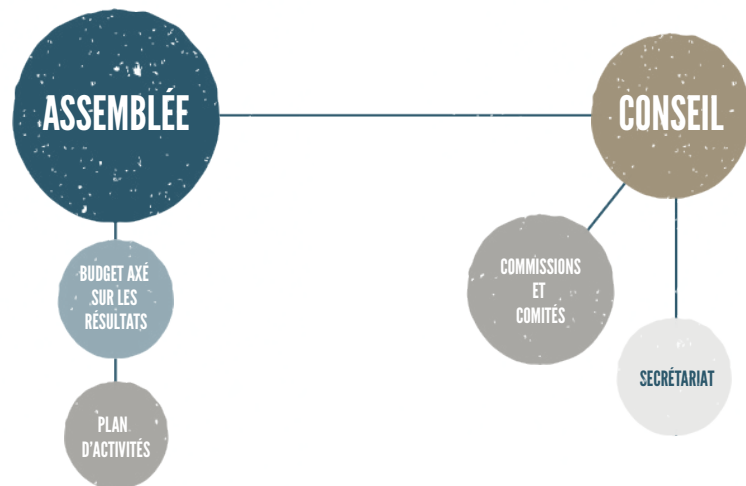 ASSEMBLÉE
CONSEIL
BUDGET AXÉ
SUR LES
RÉSULTATS
COMMISSIONS
ET
COMITÉS
SECRÉTARIAT
PLAN
D'ACTIVITÉS